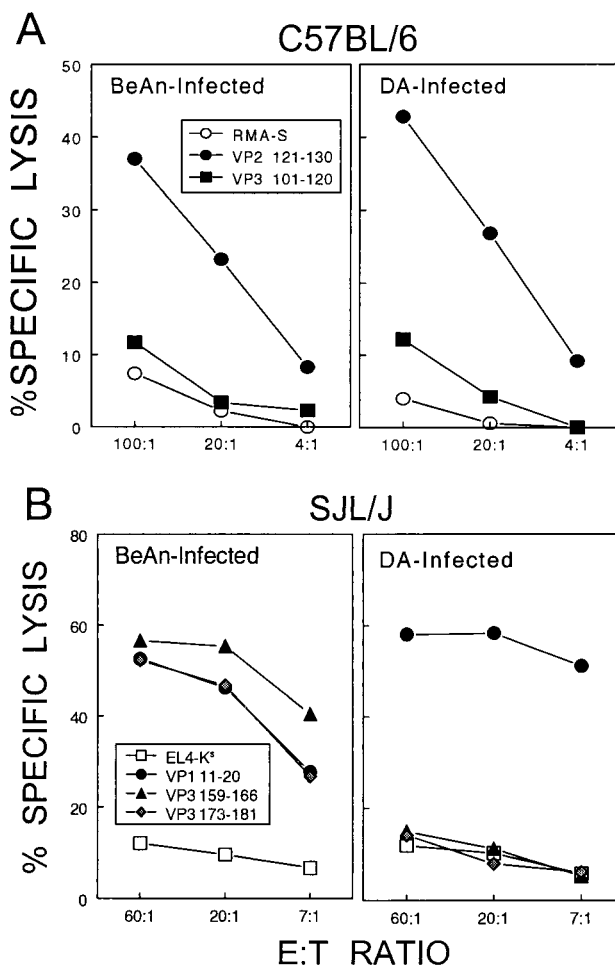 A
C57BL/6
BeAn-Infected
DA-Infected
RMA-S
VP2 121-130
VP3 101-120
%SPECIFIC LYSIS
50
40
30
20
10
0
100:1 20:1 4:1
100:1 20:1 4:1
B
SJL/J
BeAn-Infected
DA-Infected
EL4-Kˢ
VP1 11-20
VP3 159-166
VP3 173-181
% SPECIFIC LYSIS
80
60
40
20
0
60:1 20:1 7:1
60:1 20:1 7:1
E:T RATIO